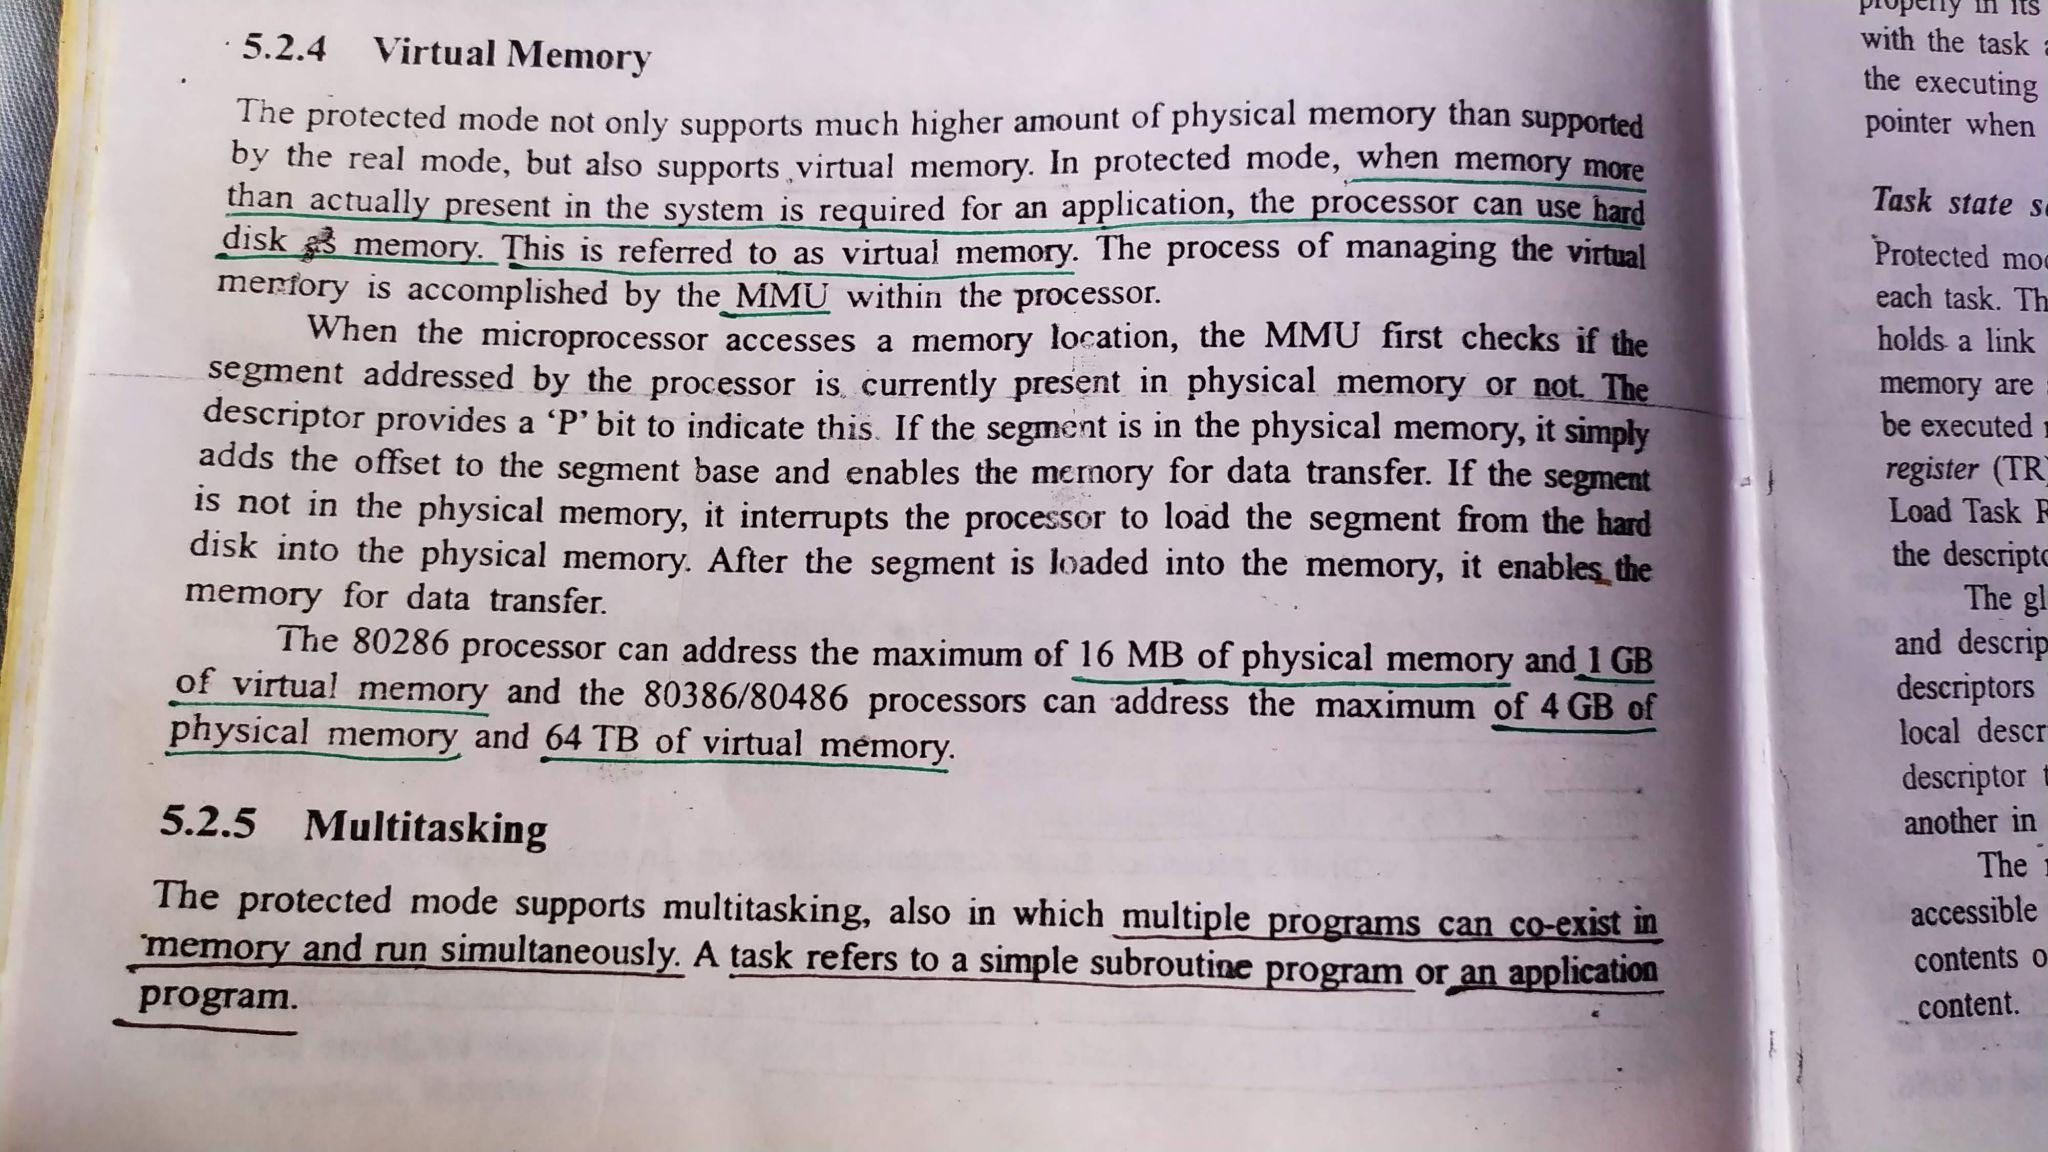 5.2.4 Virtual Memory
The protected mode not only supports much higher amount of physical memory than supported
by the real mode, but also supports virtual memory. In protected mode, when memory more
than actually present in the system is required for an application, the processor can use hard
disk as memory. This is referred to as virtual memory. The process of managing the virtual
memory is accomplished by the MMU within the processor.
When the microprocessor accesses a memory location, the MMU first checks if the
segment addressed by the processor is currently present in physical memory or not. The
descriptor provides a ‘P’ bit to indicate this. If the segment is in the physical memory, it simply
adds the offset to the segment base and enables the memory for data transfer. If the segment
is not in the physical memory, it interrupts the processor to load the segment from the hard
disk into the physical memory. After the segment is loaded into the memory, it enables the
memory for data transfer.
The 80286 processor can address the maximum of 16 MB of physical memory and 1 GB
of virtual memory and the 80386/80486 processors can address the maximum of 4 GB of
physical memory and 64 TB of virtual memory.
5.2.5 Multitasking
The protected mode supports multitasking, also in which multiple programs can co-exist in
memory and run simultaneously. A task refers to a simple subroutine program or an application
program.
properly in its
with the task
the executing
pointer when
Task state
Protected
each task.
holds a link
memory are
be executed
register (TR)
Load Task
the
The
and
descriptors
local
descriptor
another in
The
accessible
contents
content.